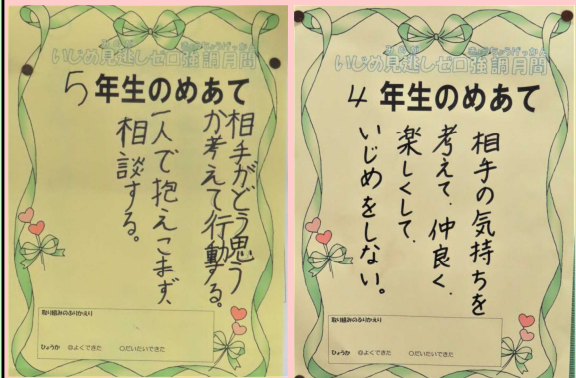 いじめ見逃しゼロ強調月間
5年生のめあて
相手がどう思う
か考えて行動する。
一人で抱えこまず、
相談する。
取り組みのふりかえり
ひょうか ◎よくできた ○だいたいできた
いじめ見逃しゼロ強調月間
4年生のめあて
相手の気持ちを
考えて、仲良く、
楽しくして、
いじめをしない。
取り組みのふりかえり
ひょうか ◎よくできた ○だいたいできた